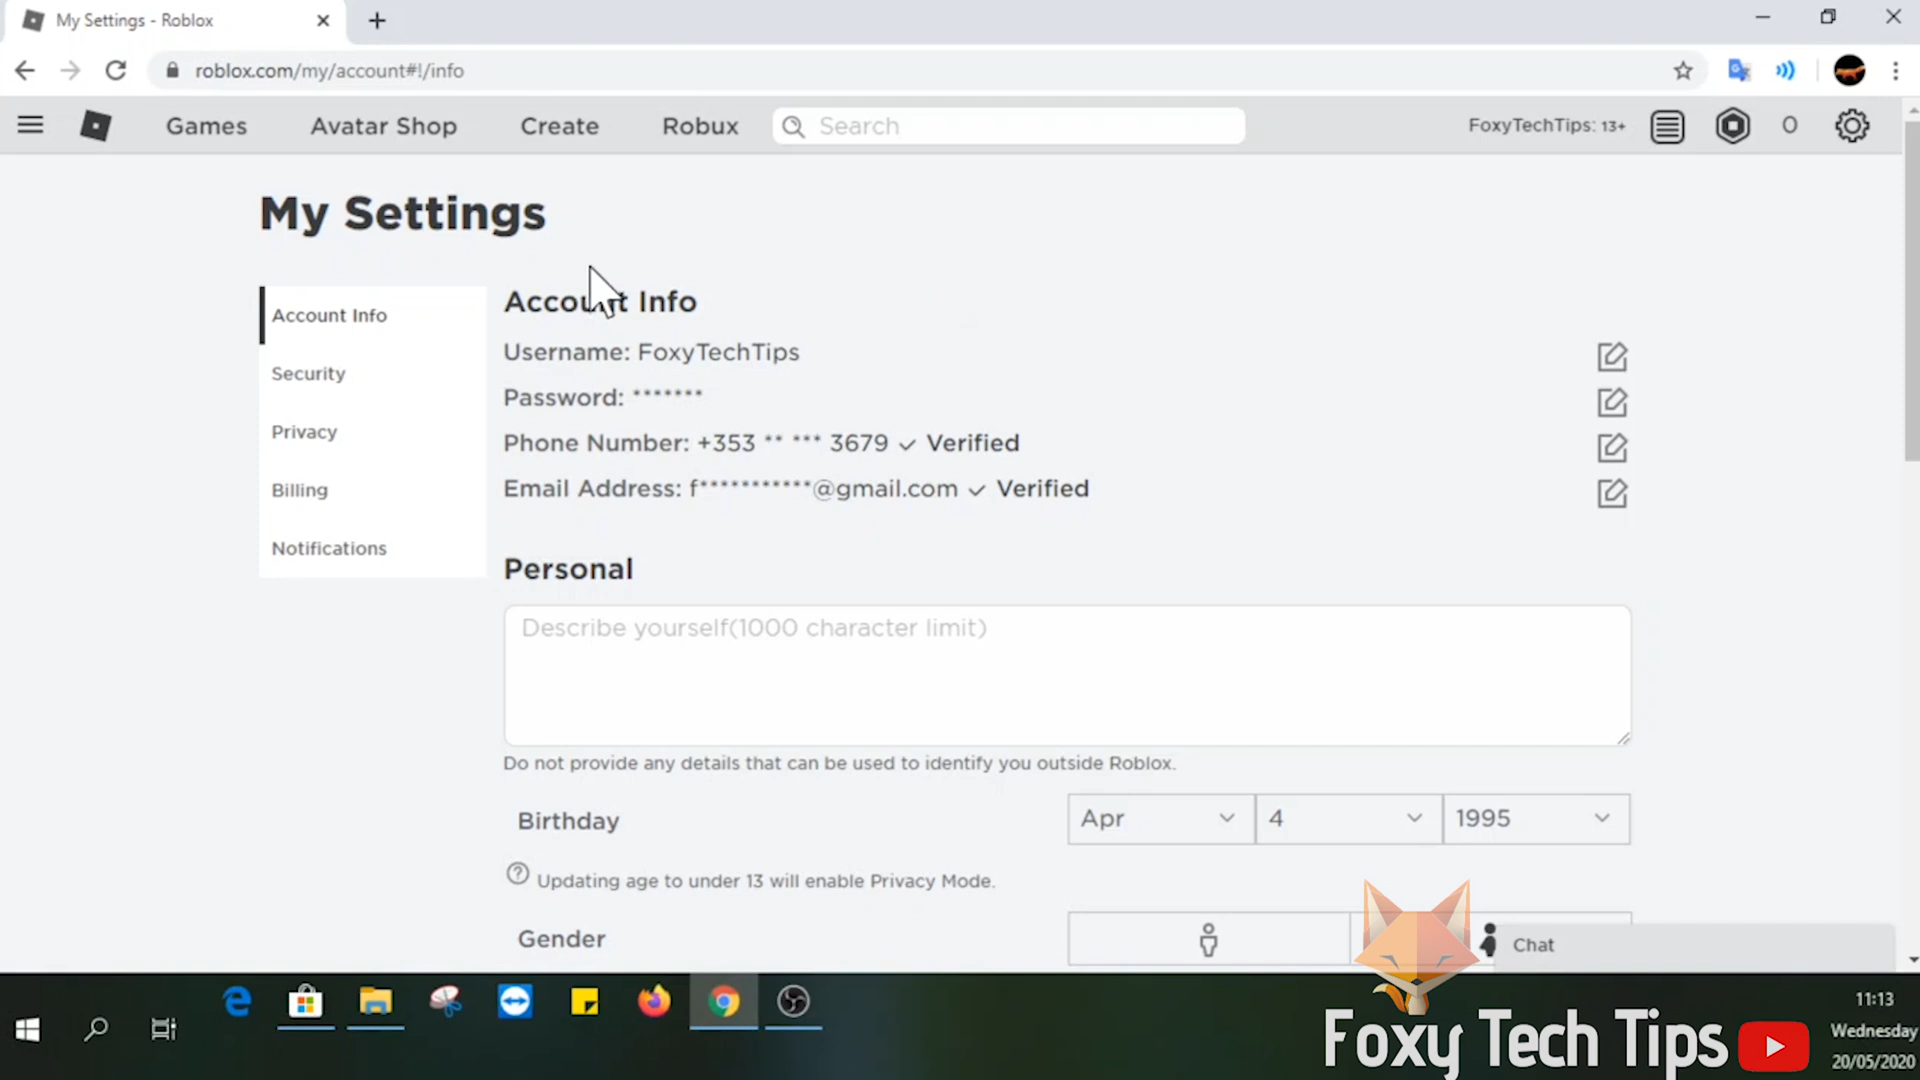 My Settings - Roblox
roblox.com/my/account#!/info
Games Avatar Shop Create Robux Search FoxyTechTips: 13+ 0
My Settings
Account Info
Security
Privacy
Billing
Notifications
Account Info
Username: FoxyTechTips
Password: *******
Phone Number: +353 ** *** 3679 ✓ Verified
Email Address: f***********@gmail.com ✓ Verified
Personal
Describe yourself(1000 character limit)
Do not provide any details that can be used to identify you outside Roblox.
Birthday Apr 4 1995
Updating age to under 13 will enable Privacy Mode.
Gender
Chat
Foxy Tech Tips
11:13
Wednesday
20/05/2020